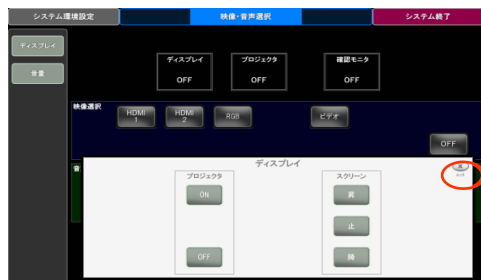 システム環境設定
映像・音声選択
システム終了
ディスプレイ
音量
ディスプレイ
OFF
プロジェクタ
OFF
確認モニタ
OFF
映像選択
HDMI
1
HDMI
2
RGB
ビデオ
OFF
音
ディスプレイ
プロジェクタ
ON
OFF
スクリーン
昇
止
降